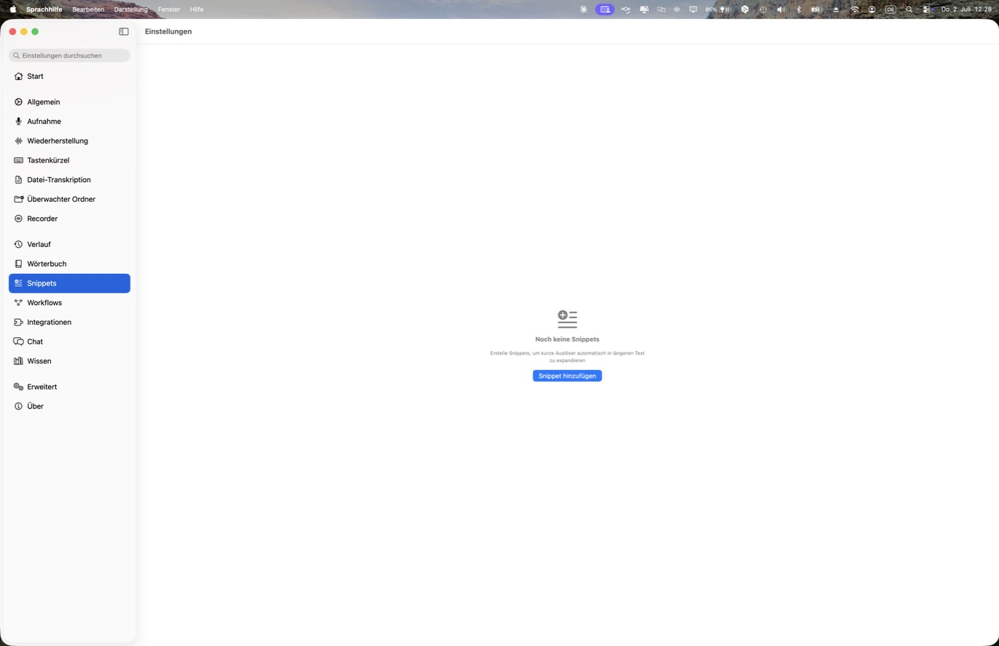 Sprachhilfe Bearbeiten Darstellung Fenster Hilfe 85% DE Do. 2. Juli 12:28
Einstellungen
Einstellungen durchsuchen
Start
Allgemein
Aufnahme
Wiederherstellung
Tastenkürzel
Datei-Transkription
Überwachter Ordner
Recorder
Verlauf
Wörterbuch
Snippets
Workflows
Integrationen
Chat
Wissen
Erweitert
Über
Noch keine Snippets
Erstelle Snippets, um kurze Auslöser automatisch in längeren Text
zu expandieren
Snippet hinzufügen